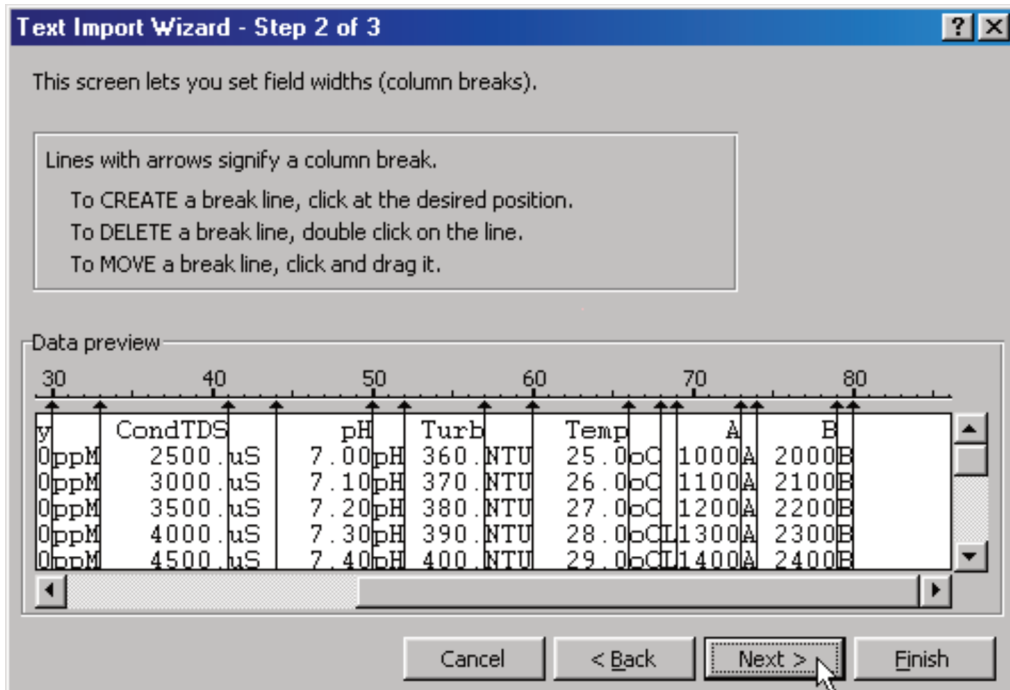 Text Import Wizard - Step 2 of 3
This screen lets you set field widths (column breaks).
Lines with arrows signify a column break.
To CREATE a break line, click at the desired position.
To DELETE a break line, double click on the line.
To MOVE a break line, click and drag it.
Data preview
30 40 50 60 70 80
y CondTDS pH Turb Temp A B
0ppM 2500.uS 7.00pH 360.NTU 25.0oC 1000A 2000B
0ppM 3000.uS 7.10pH 370.NTU 26.0oC 1100A 2100B
0ppM 3500.uS 7.20pH 380.NTU 27.0oC 1200A 2200B
0ppM 4000.uS 7.30pH 390.NTU 28.0oCL1300A 2300B
0ppM 4500.uS 7.40pH 400.NTU 29.0oCL1400A 2400B
Cancel < Back Next > Finish